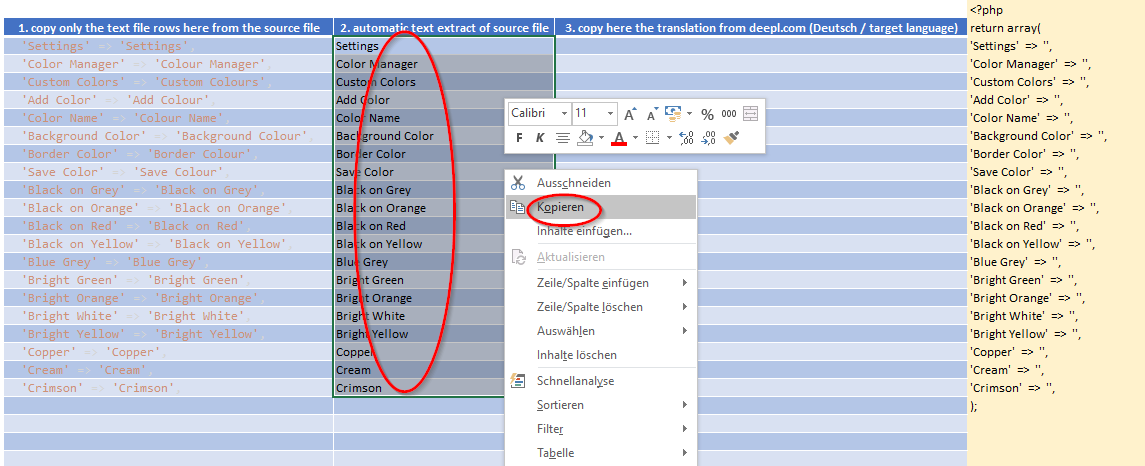 1. copy only the text file rows here from the source file
2. automatic text extract of source file
3. copy here the translation from deepl.com (Deutsch / target language)
'Settings' => 'Settings', Settings
'Color Manager' => 'Colour Manager', Color Manager
'Custom Colors' => 'Custom Colours', Custom Colors
'Add Color' => 'Add Colour', Add Color
'Color Name' => 'Colour Name', Color Name
'Background Color' => 'Background Colour', Background Color
'Border Color' => 'Border Colour', Border Color
'Save Color' => 'Save Colour', Save Color
'Black on Grey' => 'Black on Grey', Black on Grey
'Black on Orange' => 'Black on Orange', Black on Orange
'Black on Red' => 'Black on Red', Black on Red
'Black on Yellow' => 'Black on Yellow', Black on Yellow
'Blue Grey' => 'Blue Grey', Blue Grey
'Bright Green' => 'Bright Green', Bright Green
'Bright Orange' => 'Bright Orange', Bright Orange
'Bright White' => 'Bright White', Bright White
'Bright Yellow' => 'Bright Yellow', Bright Yellow
'Copper' => 'Copper', Copper
'Cream' => 'Cream', Cream
'Crimson' => 'Crimson', Crimson
Calibri 11 A A % 000
F K A ,00 ,00
Ausschneiden
Kopieren
Inhalte einfügen...
Aktualisieren
Zeile/Spalte einfügen
Zeile/Spalte löschen
Auswählen
Inhalte löschen
Schnellanalyse
Sortieren
Filter
Tabelle
<?php
return array(
'Settings' => '',
'Color Manager' => '',
'Custom Colors' => '',
'Add Color' => '',
'Color Name' => '',
'Background Color' => '',
'Border Color' => '',
'Save Color' => '',
'Black on Grey' => '',
'Black on Orange' => '',
'Black on Red' => '',
'Black on Yellow' => '',
'Blue Grey' => '',
'Bright Green' => '',
'Bright Orange' => '',
'Bright White' => '',
'Bright Yellow' => '',
'Copper' => '',
'Cream' => '',
'Crimson' => '',
);